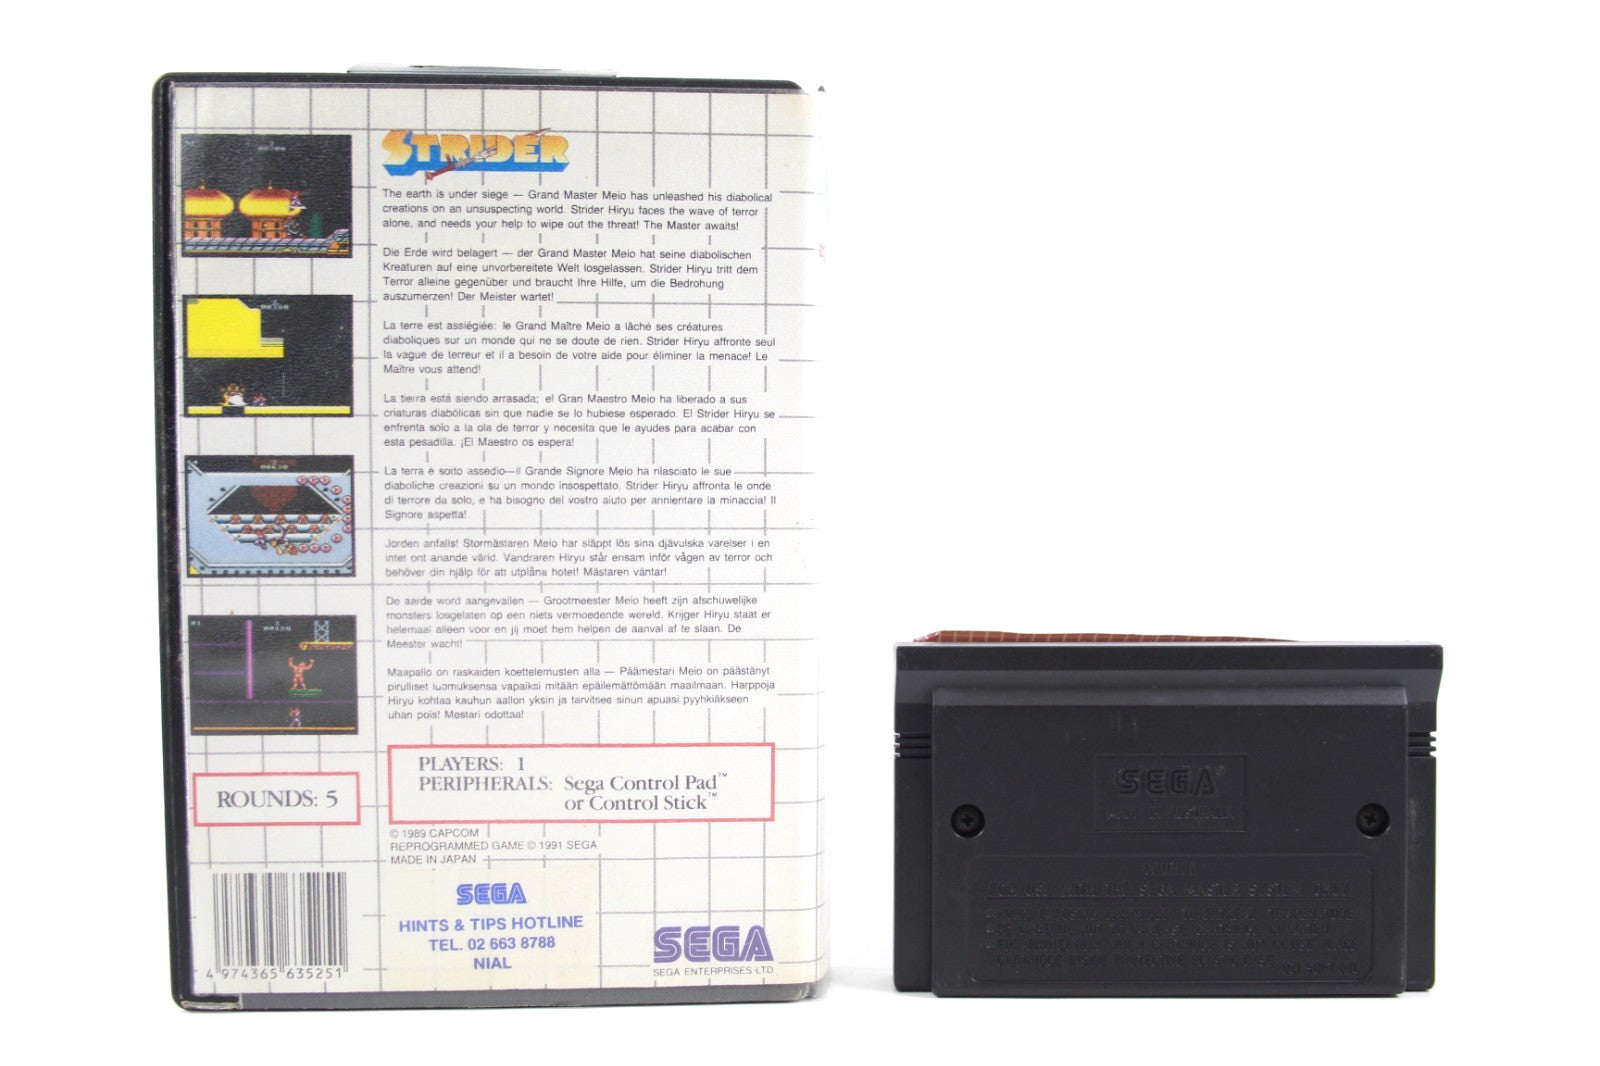 STRIDER
The earth is under siege — Grand Master Meio has unleashed his diabolical
creations on an unsuspecting world. Strider Hiryu faces the wave of terror
alone, and needs your help to wipe out the threat! The Master awaits!
Die Erde wird belagert — der Grand Master Meio hat seine diabolischen
Kreaturen auf eine unvorbereitete Welt losgelassen. Strider Hiryu tritt dem
Terror alleine gegenüber und braucht Ihre Hilfe, um die Bedrohung
auszumerzen! Der Meister wartet!
La terre est assiégiée: le Grand Maître Meio a lâché ses créatures
diaboliques sur un monde qui ne se doute de rien. Strider Hiryu affronte seul
la vague de terreur et il a besoin de votre aide pour éliminer la menace! Le
Maître vous attend!
La tierra está siendo arrasada; el Gran Maestro Meio ha liberado a sus
criaturas diabólicas sin que nadie se lo hubiese esperado. El Strider Hiryu se
enfrenta solo a la ola de terror y necesita que le ayudes para acabar con
esta pesadilla. ¡El Maestro os espera!
La terra è sotto assedio—il Grande Signore Meio ha rilasciato le sue
diaboliche creazioni su un mondo insospettato. Strider Hiryu affronta le onde
di terrore da solo, e ha bisogno del vostro aiuto per annientare la minaccia! Il
Signore aspetta!
Jorden anfalls! Stormästaren Meio har släppt lös sina djävulska varelser i en
intet ont anande värld. Vandraren Hiryu står ensam inför vågen av terror och
behöver din hjälp för att utplåna hotet! Mästaren väntar!
De aarde word aangevallen — Grootmeester Meio heeft zijn afschuwelijke
monsters losgelaten op een niets vermoedende wereld. Krijger Hiryu staat er
helemaal alleen voor en jij moet hem helpen de aanval af te slaan. De
Meester wacht!
Maapallo on raskaiden koettelemusten alla — Päämestari Meio on päästänyt
pirulliset luomuksensa vapaiksi mitään epäilemättömään maailmaan. Harppoja
Hiryu kohtaa kauhun aallon yksin ja tarvitsee sinun apuasi pyyhkiäkseen
uhan pois! Mestari odottaa!
ROUNDS: 5
PLAYERS: 1
PERIPHERALS: Sega Control Pad™
or Control Stick™
© 1989 CAPCOM
REPROGRAMMED GAME © 1991 SEGA
MADE IN JAPAN
SEGA
HINTS & TIPS HOTLINE
TEL. 02 663 8788
NIAL
4 974365 635251
SEGA
SEGA ENTERPRISES LTD.
SEGA®
MADE IN AUSTRALIA
FOR USE WITH THE SEGA MASTER SYSTEM ONLY
CARTRIDGE INSIDE PROTECTIVE PLASTIC CASE